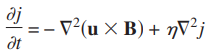 ∂j/∂t = − ∇²(u × B) + η∇²j